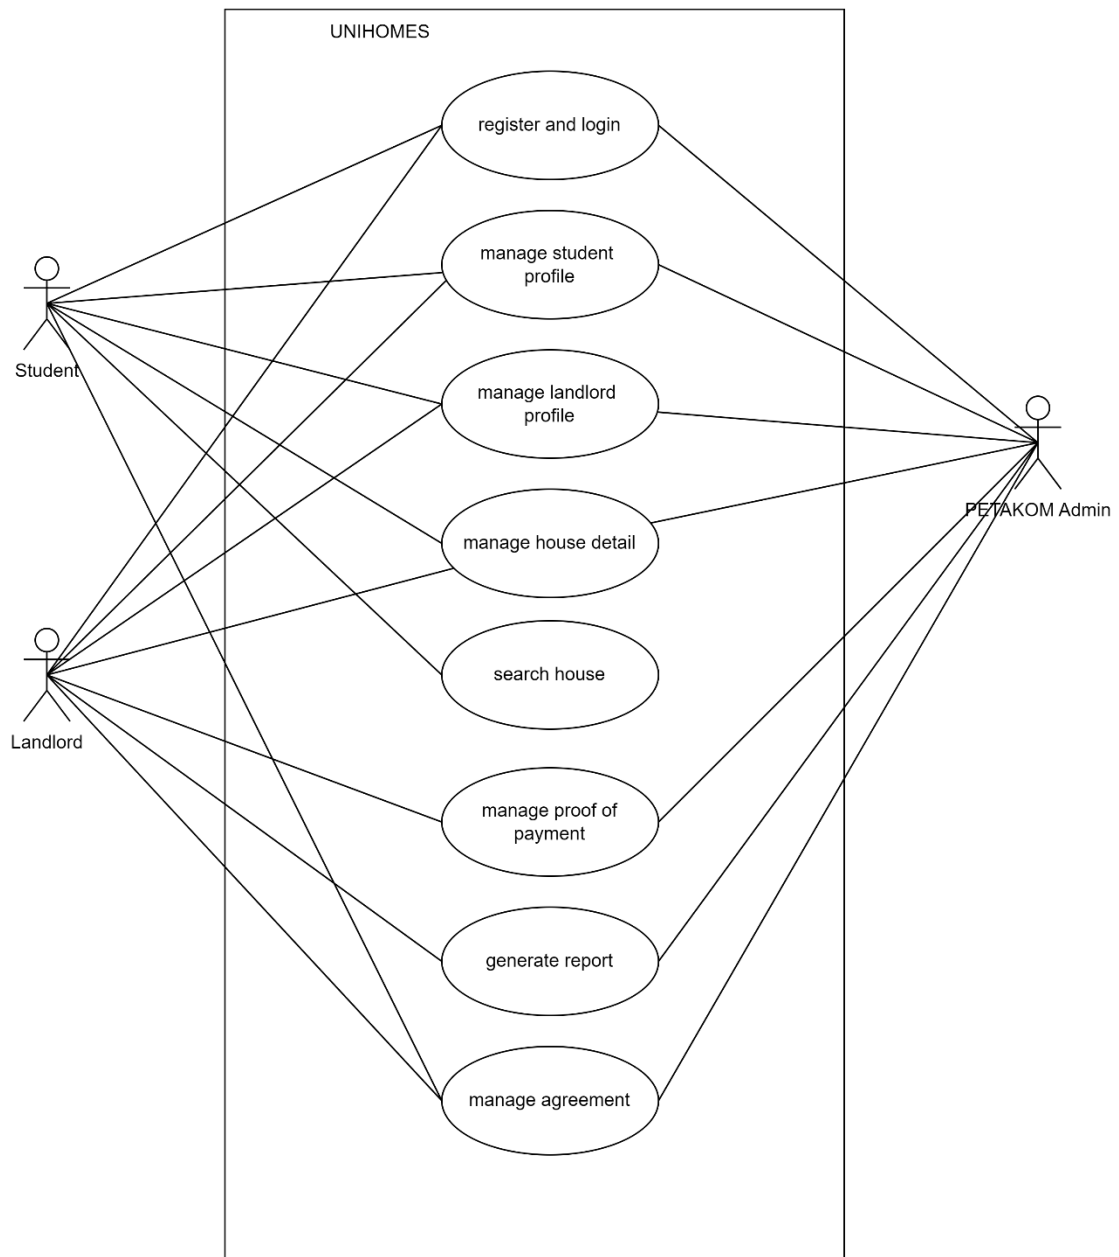 UNIHOMES
register and login
manage student
profile
Student
manage landlord
profile
PETAKOM Admin
manage house detail
search house
Landlord
manage proof of
payment
generate report
manage agreement